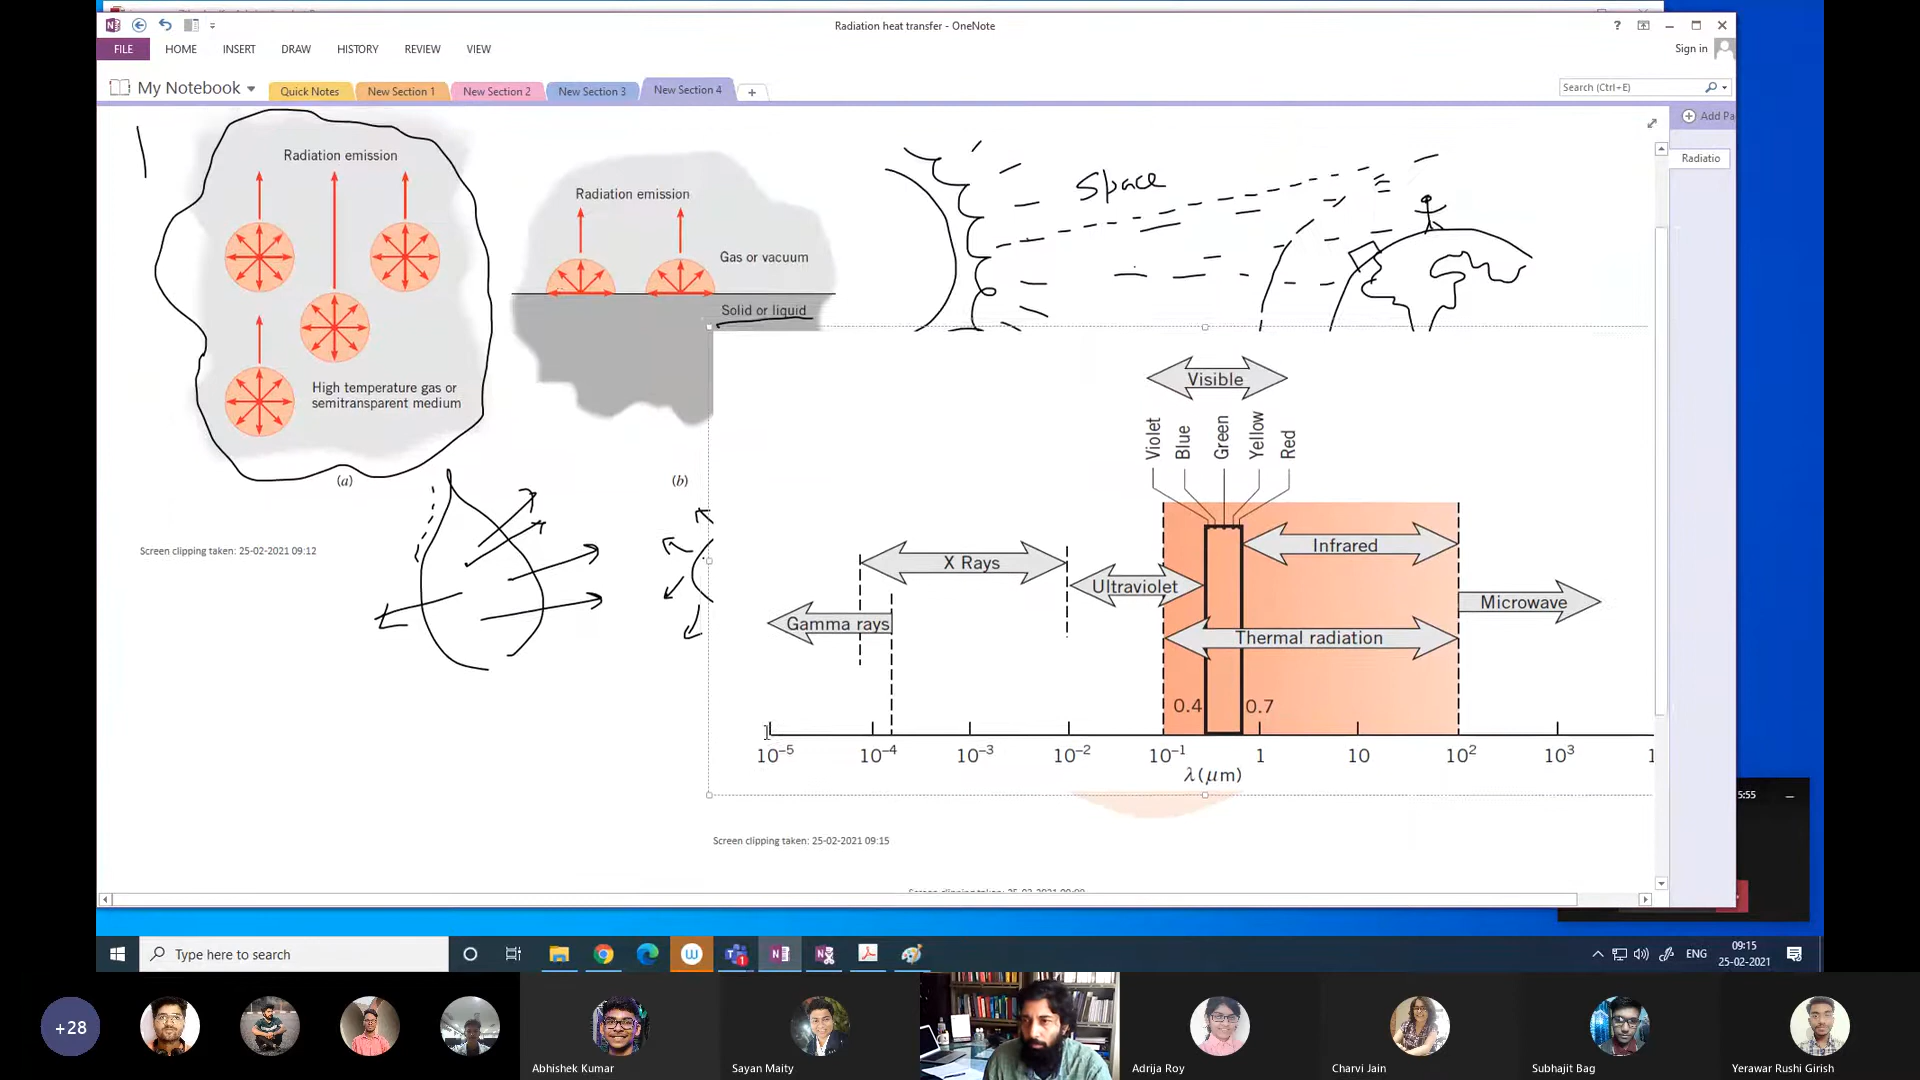 Radiation heat transfer - OneNote
?
FILE
HOME
INSERT
DRAW
HISTORY
REVIEW
VIEW
Sign in
My Notebook
Quick Notes
New Section 1
New Section 2
New Section 3
New Section 4
+
Search (Ctrl+E)
Add Pa
Radiatio
Radiation emission
High temperature gas or
semitransparent medium
(a)
Radiation emission
Gas or vacuum
Solid or liquid
(b)
Space
Screen clipping taken: 25-02-2021 09:12
Visible
Violet
Blue
Green
Yellow
Red
Infrared
X Rays
Ultraviolet
Microwave
Gamma rays
Thermal radiation
0.4
0.7
10⁻⁵ 10⁻⁴ 10⁻³ 10⁻² 10⁻¹ 1 10 10² 10³ 1
λ(μm)
5:55
Screen clipping taken: 25-02-2021 09:15
Type here to search
W
1
ENG
09:15
25-02-2021
+28
Abhishek Kumar
Sayan Maity
Adrija Roy
Charvi Jain
Subhajit Bag
Yerawar Rushi Girish